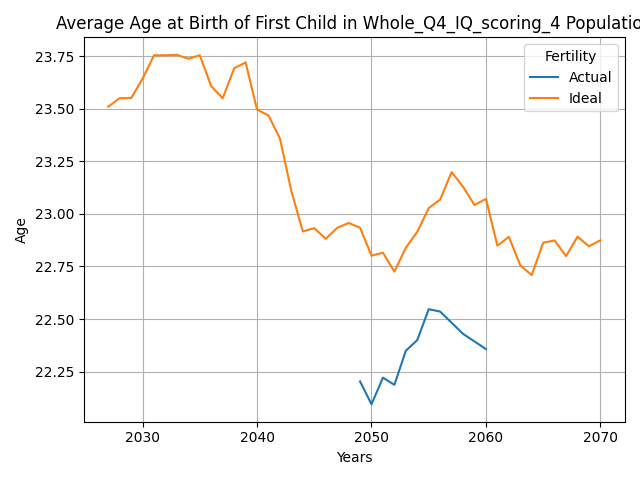 Average Age at Birth of First Child in Whole_Q4_IQ_scoring_4 Populatio
Fertility
Actual
Ideal
23.75
23.50
23.25
23.00
22.75
22.50
22.25
Age
2030 2040 2050 2060 2070
Years